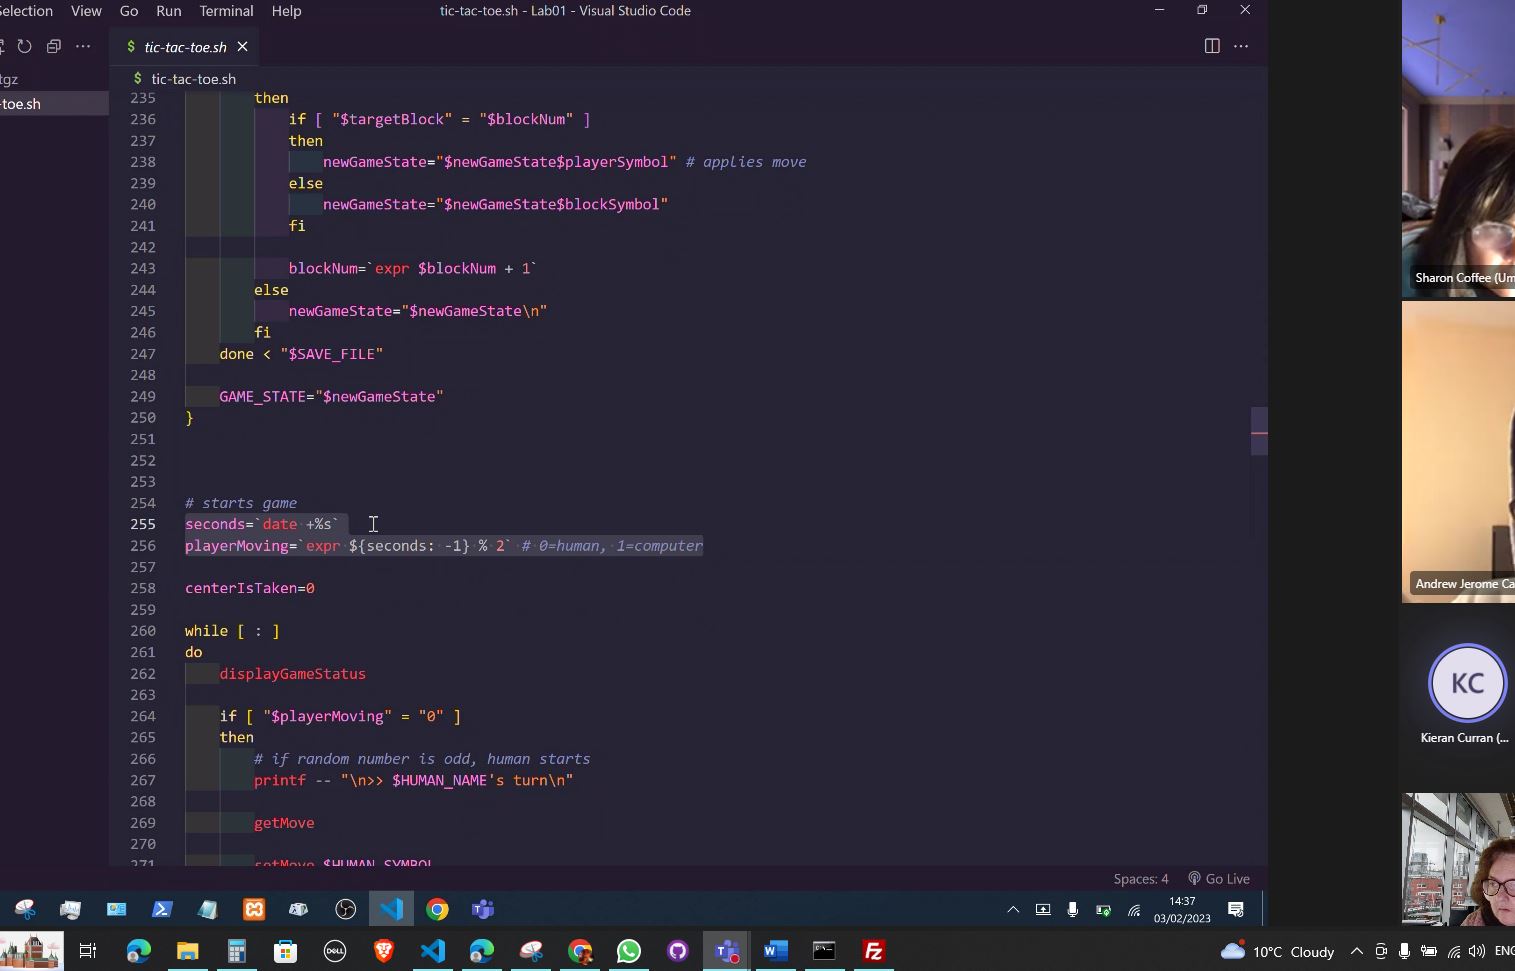 Selection View Go Run Terminal Help tic-tac-toe.sh - Lab01 - Visual Studio Code
$ tic-tac-toe.sh
tgz
$ tic-tac-toe.sh
-toe.sh
235 then
236 if [ "$targetBlock" = "$blockNum" ]
237 then
238 newGameState="$newGameState$playerSymbol" # applies move
239 else
240 newGameState="$newGameState$blockSymbol"
241 fi
242
243 blockNum=`expr $blockNum + 1`
244 else
245 newGameState="$newGameState\n"
246 fi
247 done < "$SAVE_FILE"
248
249 GAME_STATE="$newGameState"
250 }
251
252
253
254 # starts game
255 seconds=`date +%s`
256 playerMoving=`expr ${seconds: -1} % 2` # 0=human, 1=computer
257
258 centerIsTaken=0
259
260 while [ : ]
261 do
262 displayGameStatus
263
264 if [ "$playerMoving" = "0" ]
265 then
266 # if random number is odd, human starts
267 printf -- "\n>> $HUMAN_NAME's turn\n"
268
269 getMove
270
271 setMove $HUMAN_SYMBOL
Spaces: 4 Go Live
14:37
03/02/2023
10°C Cloudy ENG
Sharon Coffee (Um
Andrew Jerome Ca
KC
Kieran Curran (...
DELL
Fz